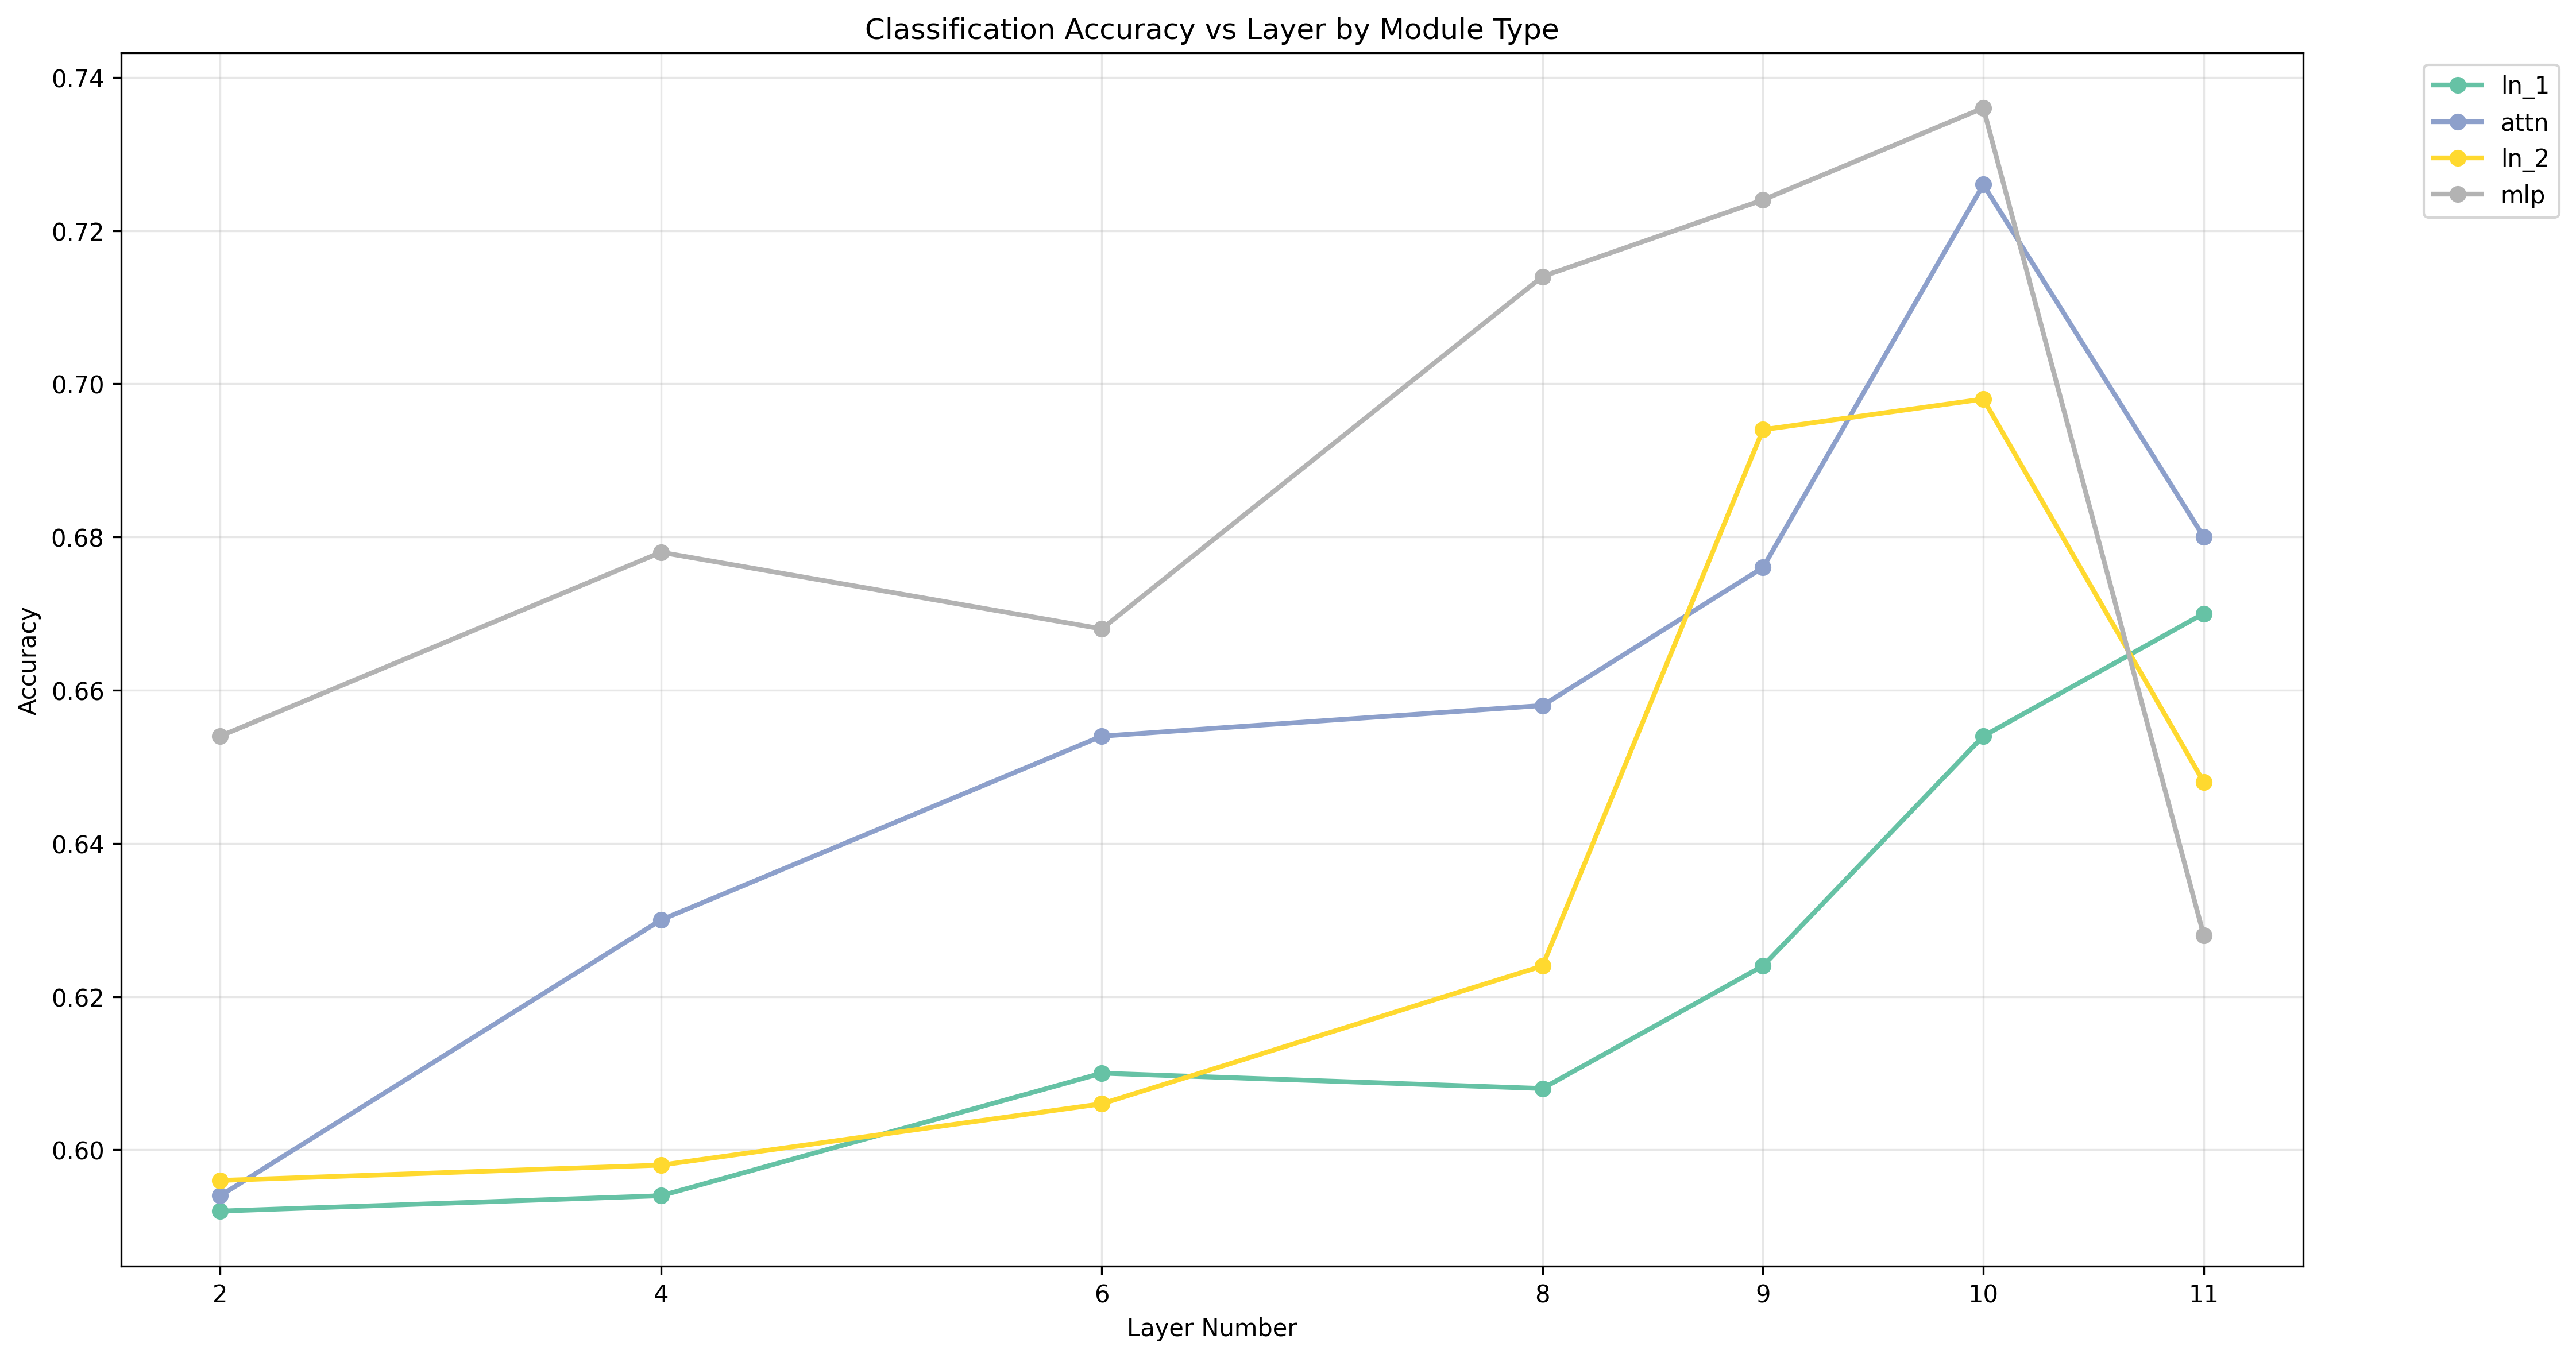 Classification Accuracy vs Layer by Module Type
ln_1
attn
ln_2
mlp
Accuracy
0.74
0.72
0.70
0.68
0.66
0.64
0.62
0.60
2 4 6 8 9 10 11
Layer Number